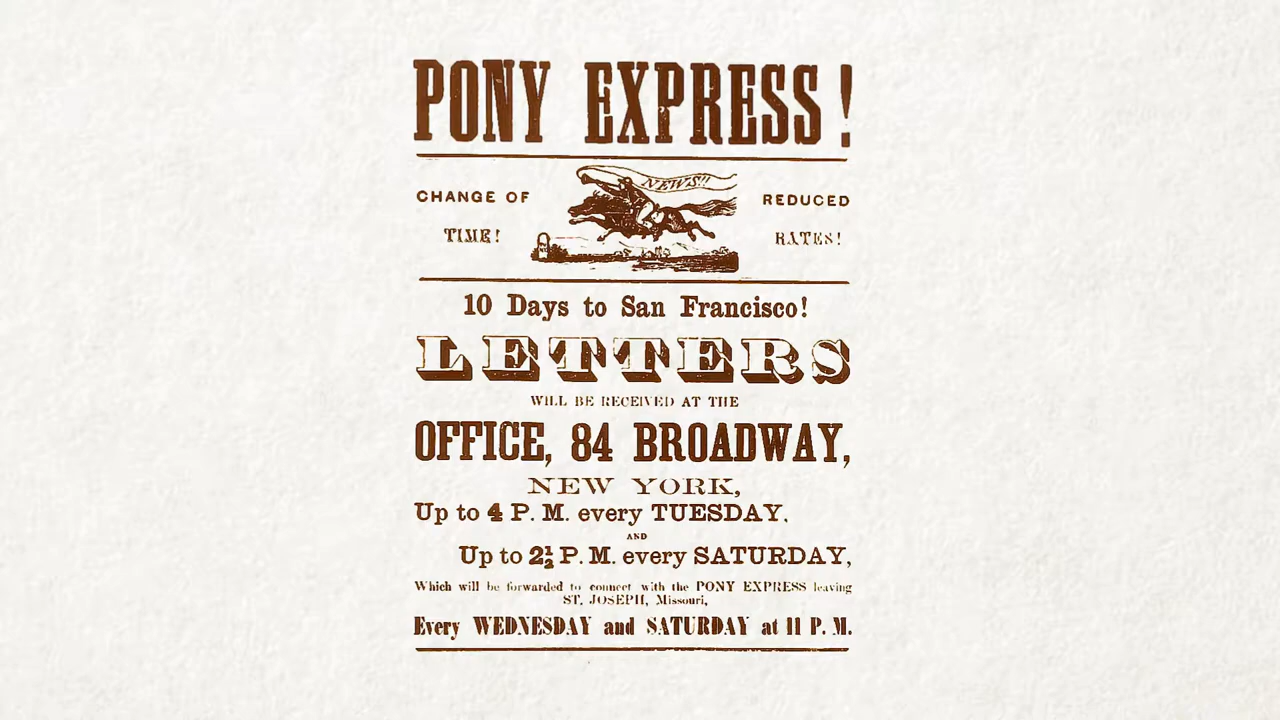 PONY EXPRESS!
NEWS!!
CHANGE OF
TIME!
REDUCED
RATES!
10 Days to San Francisco!
LETTERS
WILL BE RECEIVED AT THE
OFFICE, 84 BROADWAY,
NEW YORK,
Up to 4 P. M. every TUESDAY.
AND
Up to 2½ P. M. every SATURDAY,
Which will be forwarded to connect with the PONY EXPRESS leaving
ST. JOSEPH, Missouri,
Every WEDNESDAY and SATURDAY at 11 P. M.